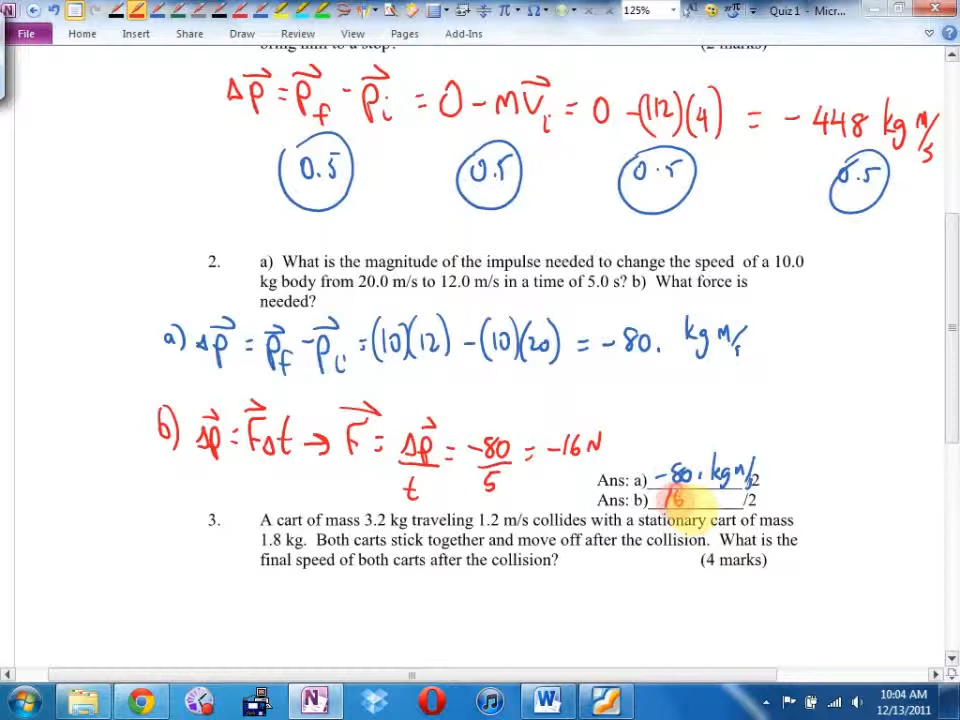 125%
Quiz 1 - Micr...
File Home Insert Share Draw Review View Pages Add-Ins
bring him to a stop? (2 marks)
Δp = pf - pi = 0 - mvi = 0 -(112)(4) = - 448 kg m/s
0.5 0.5 0.5 0.5
2. a) What is the magnitude of the impulse needed to change the speed of a 10.0
kg body from 20.0 m/s to 12.0 m/s in a time of 5.0 s? b) What force is
needed?
a) Δp = pf - pi = (10)(12) - (10)(20) = -80. kg m/s
b) Δp = FΔt → F = Δp/t = -80/5 = -16 N
Ans: a) -80. kg m/s /2
Ans: b) 16 /2
3. A cart of mass 3.2 kg traveling 1.2 m/s collides with a stationary cart of mass
1.8 kg. Both carts stick together and move off after the collision. What is the
final speed of both carts after the collision? (4 marks)
10:04 AM
12/13/2011